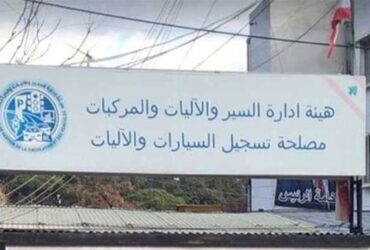 هيئة ادارة السير والآليات والمركبات
مصلحة تسجيل السيارات والآليات